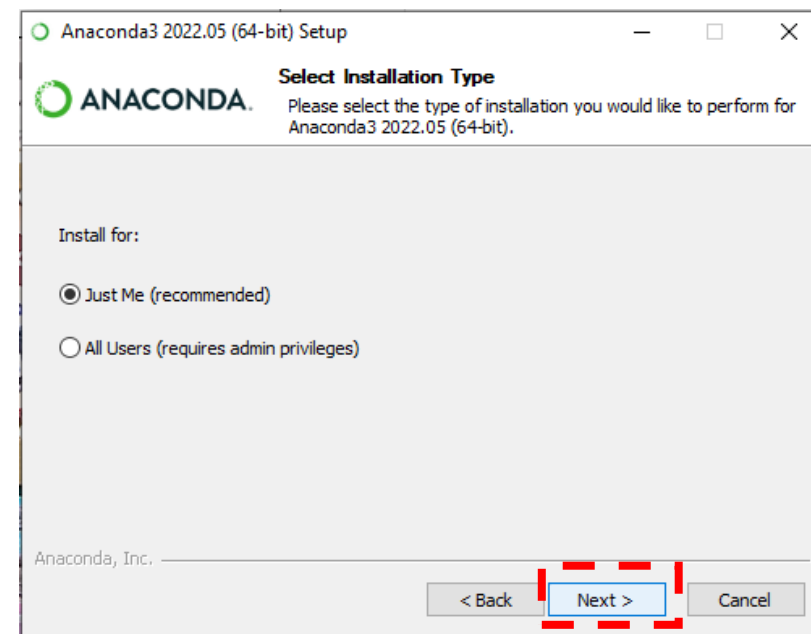 Anaconda3 2022.05 (64-bit) Setup
ANACONDA.
Select Installation Type
Please select the type of installation you would like to perform for
Anaconda3 2022.05 (64-bit).
Install for:
Just Me (recommended)
All Users (requires admin privileges)
Anaconda, Inc.
< Back
Next >
Cancel